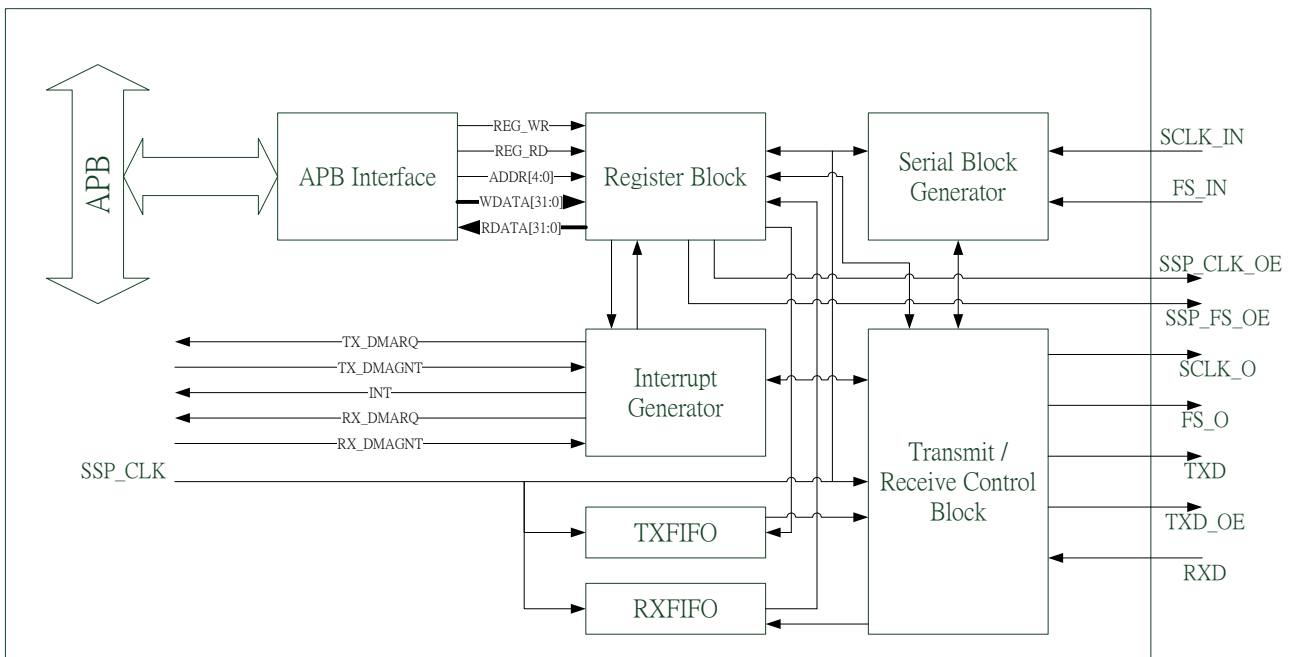 APB
APB Interface
REG_WR
REG_RD
ADDR[4:0]
WDATA[31:0]
RDATA[31:0]
Register Block
Serial Block
Generator
SCLK_IN
FS_IN
SSP_CLK_OE
SSP_FS_OE
TX_DMARQ
TX_DMAGNT
INT
RX_DMARQ
RX_DMAGNT
Interrupt
Generator
SSP_CLK
TXFIFO
RXFIFO
Transmit /
Receive Control
Block
SCLK_O
FS_O
TXD
TXD_OE
RXD